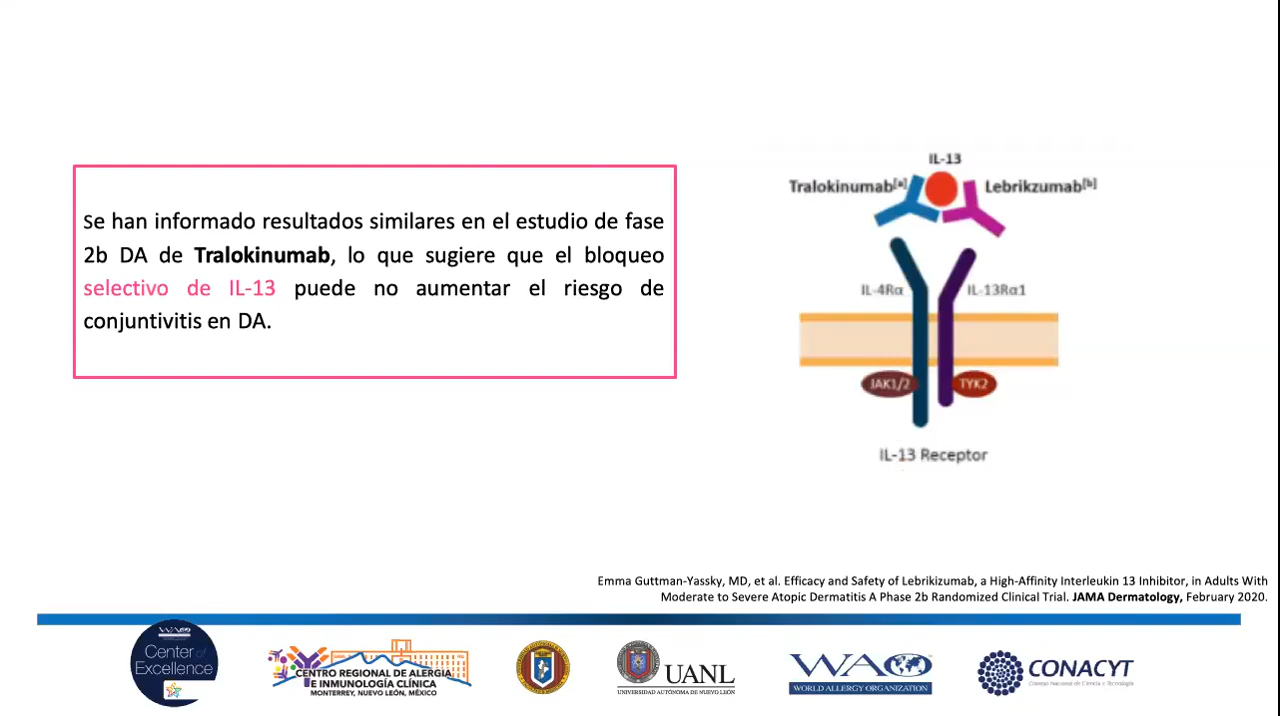 Se han informado resultados similares en el estudio de fase
2b DA de Tralokinumab, lo que sugiere que el bloqueo
selectivo de IL-13 puede no aumentar el riesgo de
conjuntivitis en DA.
IL-13
Tralokinumab[a]
Lebrikzumab[b]
IL-4Rα
IL-13Rα1
JAK1/2
TYK2
IL-13 Receptor
Emma Guttman-Yassky, MD, et al. Efficacy and Safety of Lebrikizumab, a High-Affinity Interleukin 13 Inhibitor, in Adults With
Moderate to Severe Atopic Dermatitis A Phase 2b Randomized Clinical Trial. JAMA Dermatology, February 2020.
WAO
Center of
Excellence
CENTRO REGIONAL DE ALERGIA
E INMUNOLOGÍA CLÍNICA
MONTERREY, NUEVO LEÓN, MÉXICO
UANL
UNIVERSIDAD AUTÓNOMA DE NUEVO LEÓN
WAO
WORLD ALLERGY ORGANIZATION
CONACYT
Consejo Nacional de Ciencia y Tecnología